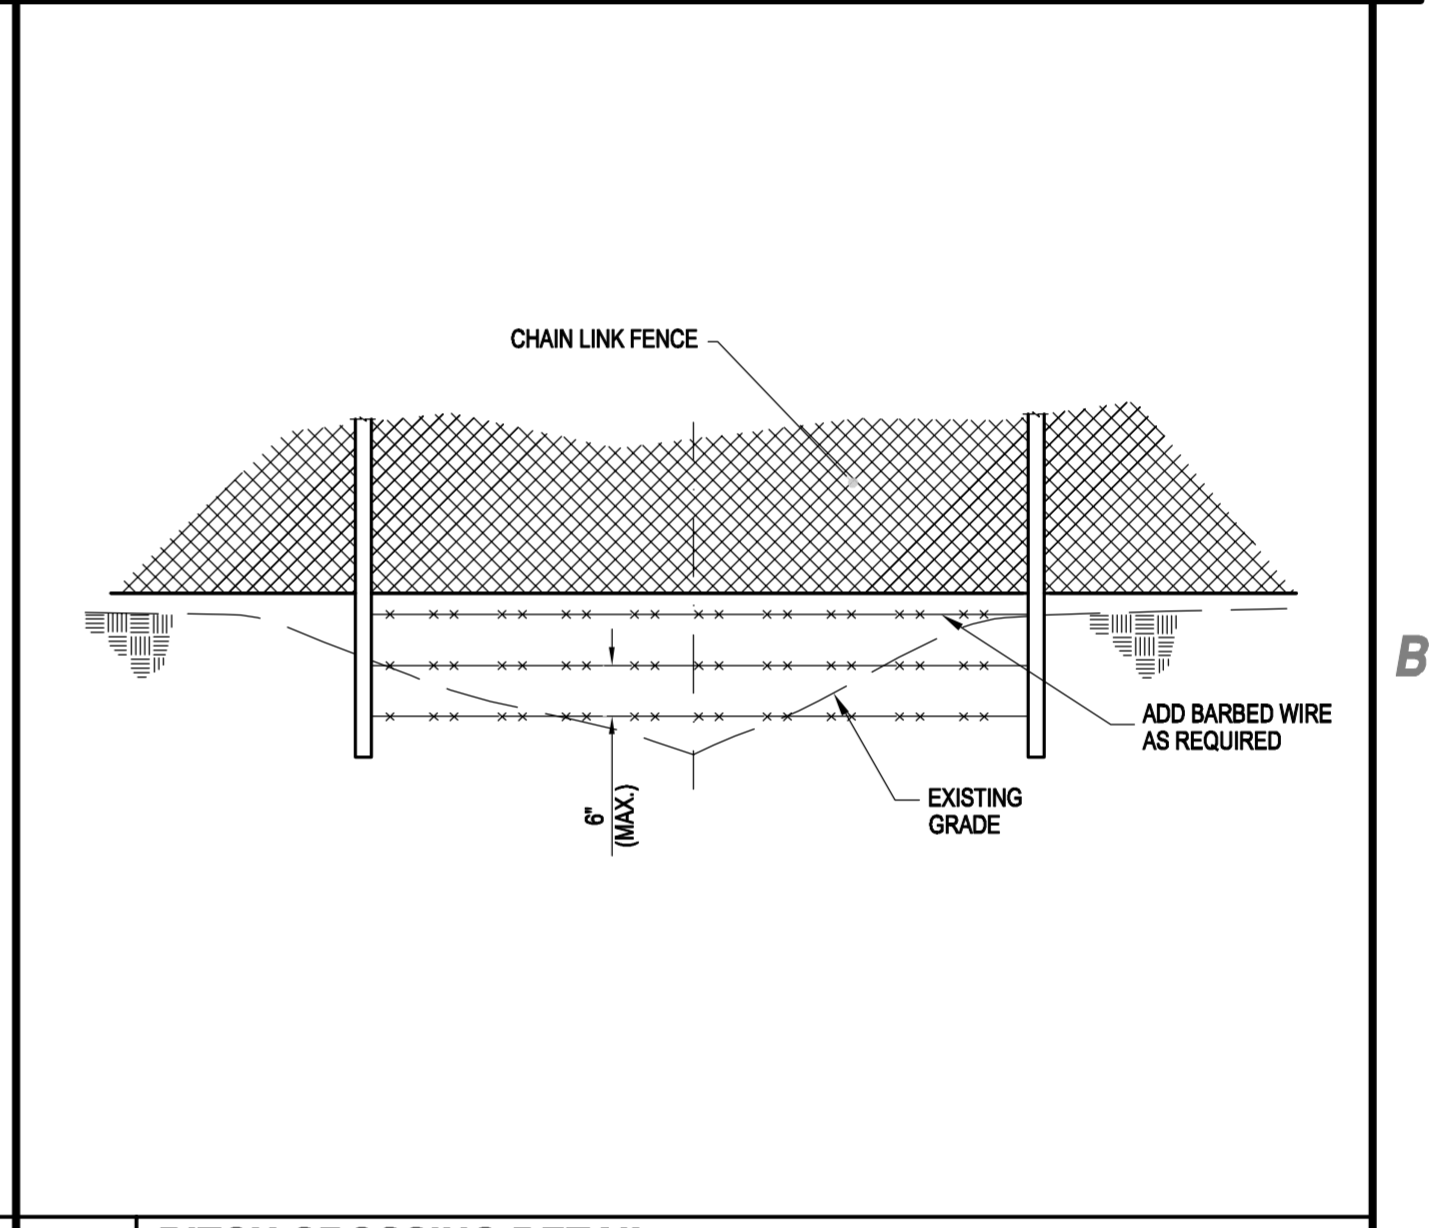 CHAIN LINK FENCE
B
ADD BARBED WIRE
AS REQUIRED
EXISTING
GRADE
6"
(MAX.)